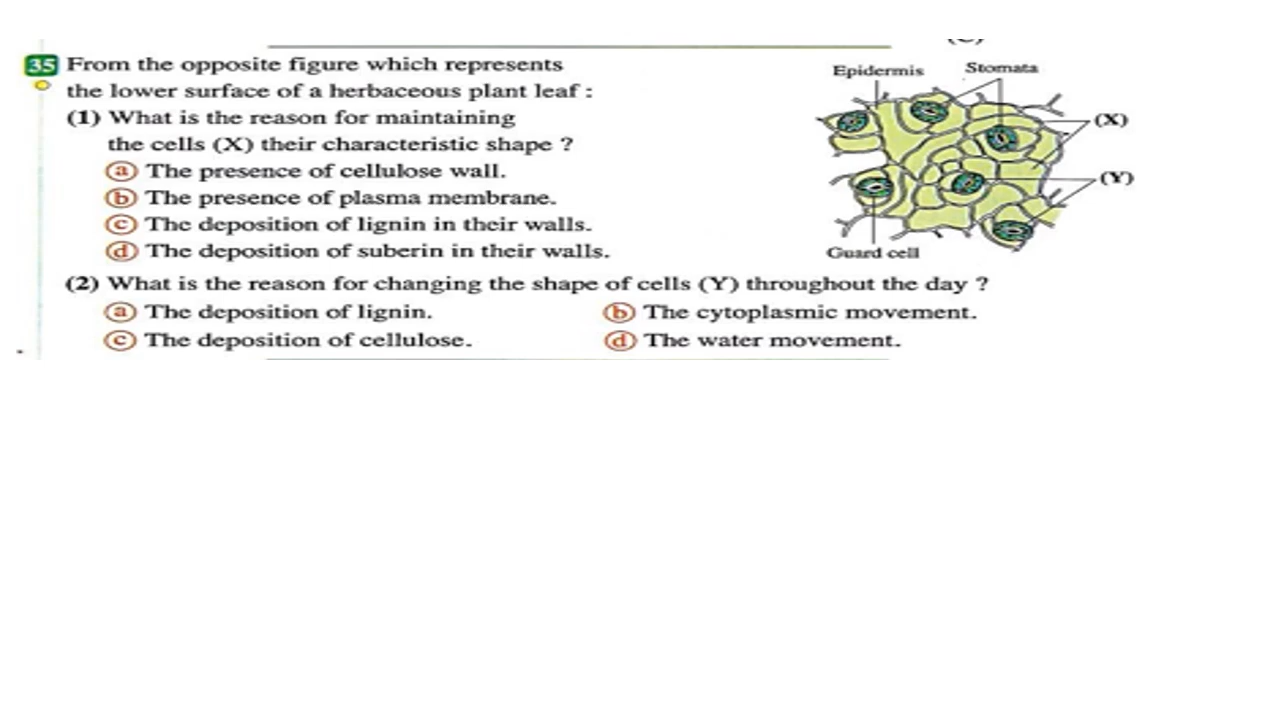 35 From the opposite figure which represents
the lower surface of a herbaceous plant leaf :
(1) What is the reason for maintaining
the cells (X) their characteristic shape ?
a The presence of cellulose wall.
b The presence of plasma membrane.
c The deposition of lignin in their walls.
d The deposition of suberin in their walls.
Epidermis Stomata
(X)
(Y)
Guard cell
(2) What is the reason for changing the shape of cells (Y) throughout the day ?
a The deposition of lignin. b The cytoplasmic movement.
c The deposition of cellulose. d The water movement.